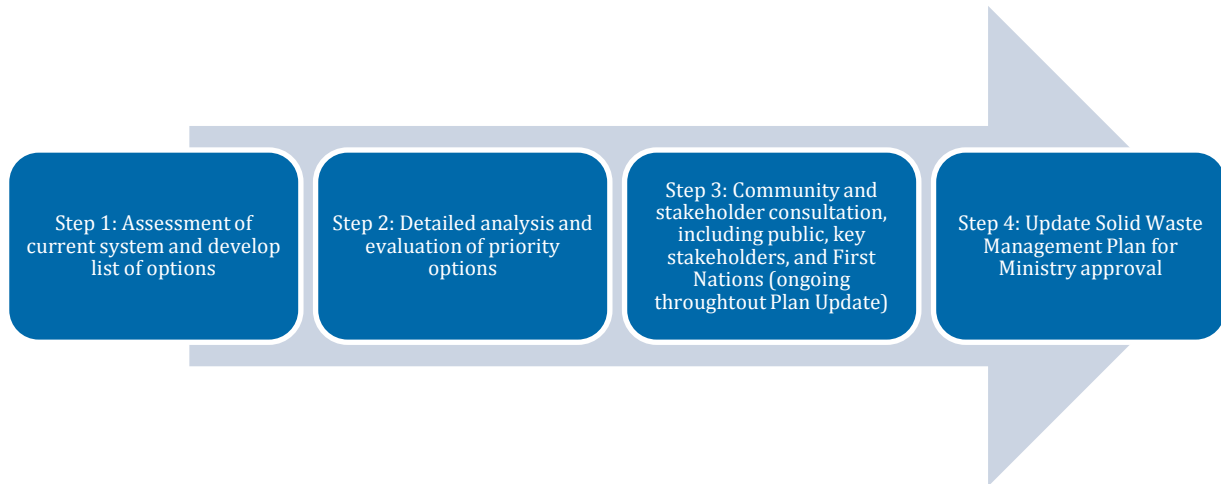 Step 1: Assessment of
current system and develop
list of options
Step 2: Detailed analysis and
evaluation of priority
options
Step 3: Community and
stakeholder consultation,
including public, key
stakeholders, and First
Nations (ongoing
throughtout Plan Update)
Step 4: Update Solid Waste
Management Plan for
Ministry approval